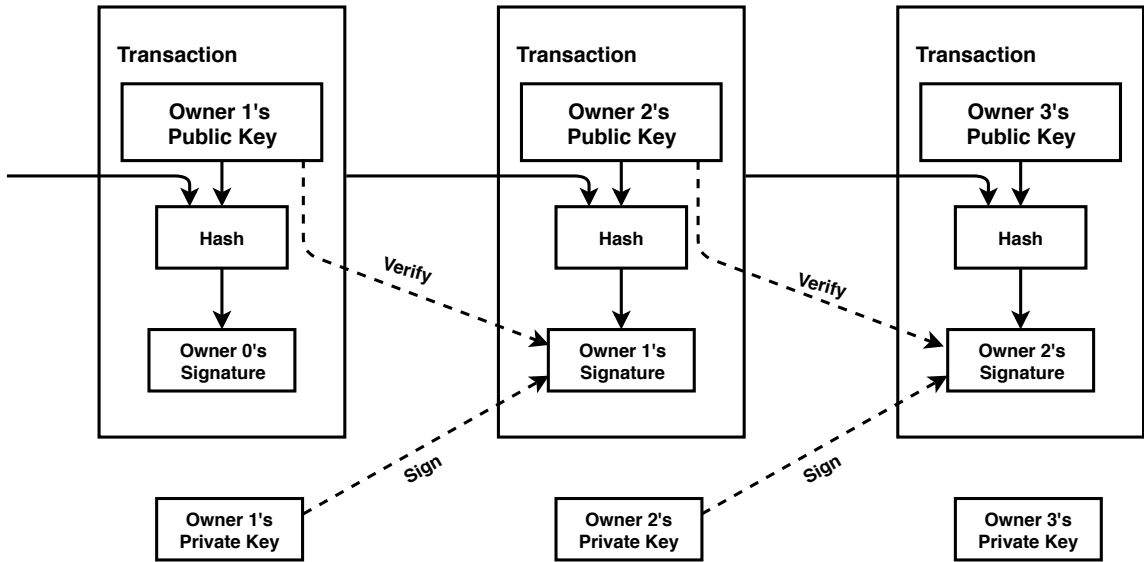 Transaction
Owner 1's
Public Key
Hash
Owner 0's
Signature
Transaction
Owner 2's
Public Key
Hash
Owner 1's
Signature
Transaction
Owner 3's
Public Key
Hash
Owner 2's
Signature
Verify
Verify
Sign
Sign
Owner 1's
Private Key
Owner 2's
Private Key
Owner 3's
Private Key